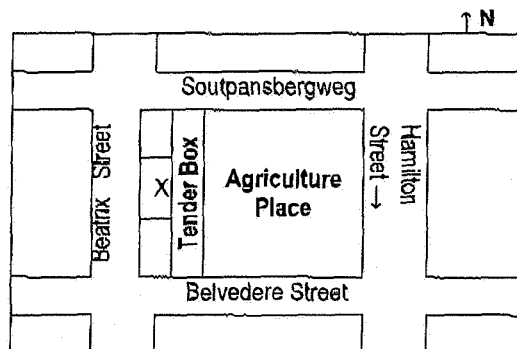 ↑ N
Soutpansbergweg
Beatrix Street
X
Tender Box
Agriculture
Place
Hamilton
Street →
Belvedere Street